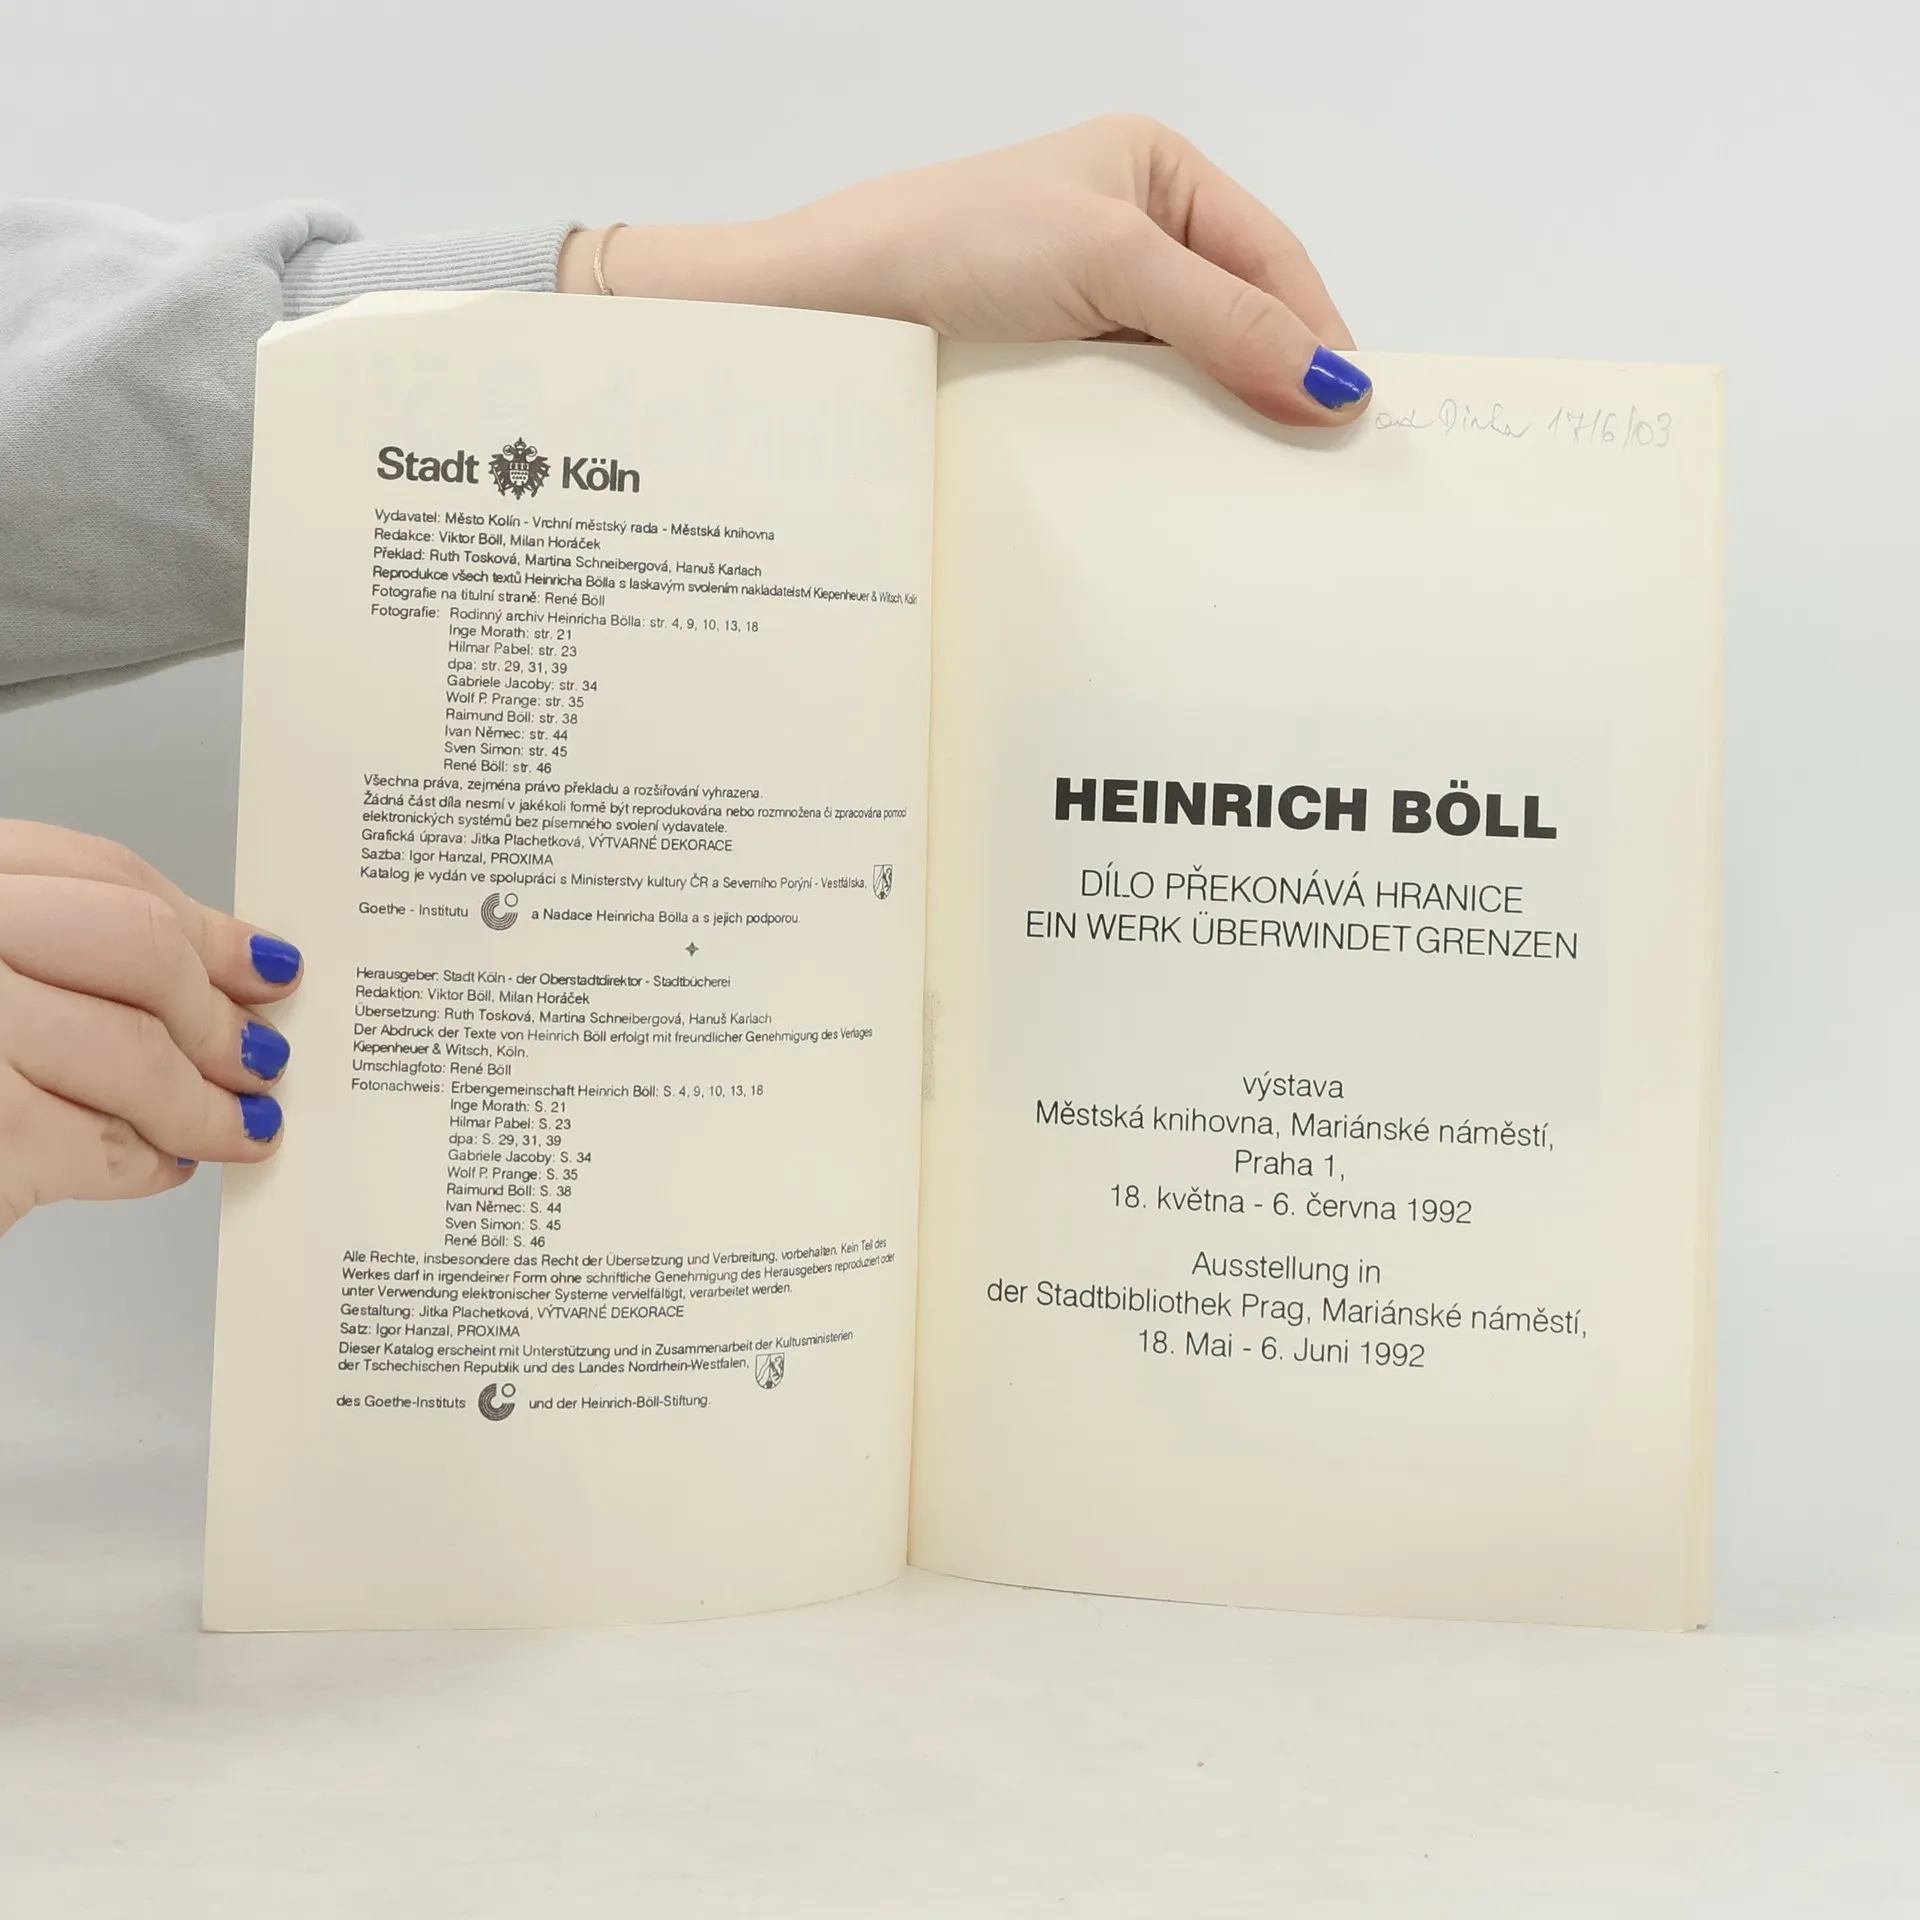 Stadt Köln
Vydavatel: Město Kolín - Vrchní městský rada - Městská knihovna
Redakce: Viktor Böll, Milan Horáček
Překlad: Ruth Tosková, Martina Schneibergová, Hanuš Karlach
Reprodukce všech textů Heinricha Bölla s laskavým svolením nakladatelství Kiepenheuer & Witsch, Köln
Fotografie na titulní straně: René Böll
Fotografie: Rodinný archiv Heinricha Bölla: str. 4, 9, 10, 13, 18
Inge Morath: str. 21
Hilmar Pabel: str. 23
dpa: str. 29, 31, 39
Gabriele Jacoby: str. 34
Wolf P. Prange: str. 35
Raimund Böll: str. 38
Ivan Němec: str. 44
Sven Simon: str. 45
René Böll: str. 46
Všechna práva, zejména právo překladu a rozšiřování vyhrazena.
Žádná část díla nesmí v jakékoli formě být reprodukována nebo rozmnožena či zpracována pomocí
elektronických systémů bez písemného svolení vydavatele.
Grafická úprava: Jitka Plachetková, VÝTVARNÉ DEKORACE
Sazba: Igor Hanzal, PROXIMA
Katalog je vydán ve spolupráci s Ministerstvy kultury ČR a Severního Porýní - Vestfálska,
Goethe - Institutu a Nadace Heinricha Bölla a s jejich podporou.
Herausgeber: Stadt Köln - der Oberstadtdirektor - Stadtbücherei
Redaktion: Viktor Böll, Milan Horáček
Übersetzung: Ruth Tosková, Martina Schneibergová, Hanuš Karlach
Der Abdruck der Texte von Heinrich Böll erfolgt mit freundlicher Genehmigung des Verlages
Kiepenheuer & Witsch, Köln.
Umschlagfoto: René Böll
Fotonachweis: Erbengemeinschaft Heinrich Böll: S. 4, 9, 10, 13, 18
Inge Morath: S. 21
Hilmar Pabel: S. 23
dpa: S. 29, 31, 39
Gabriele Jacoby: S. 34
Wolf P. Prange: S. 35
Raimund Böll: S. 38
Ivan Němec: S. 44
Sven Simon: S. 45
René Böll: S. 46
Alle Rechte, insbesondere das Recht der Übersetzung und Verbreitung, vorbehalten. Kein Teil des
Werkes darf in irgendeiner Form ohne schriftliche Genehmigung des Herausgebers reproduziert oder
unter Verwendung elektronischer Systeme vervielfältigt, verarbeitet werden.
Gestaltung: Jitka Plachetková, VÝTVARNÉ DEKORACE
Satz: Igor Hanzal, PROXIMA
Dieser Katalog erscheint mit Unterstützung und in Zusammenarbeit der Kultusministerien
der Tschechischen Republik und des Landes Nordrhein-Westfalen,
des Goethe-Instituts und der Heinrich-Böll-Stiftung.
od 17/6/03
HEINRICH BÖLL
DÍLO PŘEKONÁVÁ HRANICE
EIN WERK ÜBERWINDET GRENZEN
výstava
Městská knihovna, Mariánské náměstí,
Praha 1,
18. května - 6. června 1992
Ausstellung in
der Stadtbibliothek Prag, Mariánské náměstí,
18. Mai - 6. Juni 1992